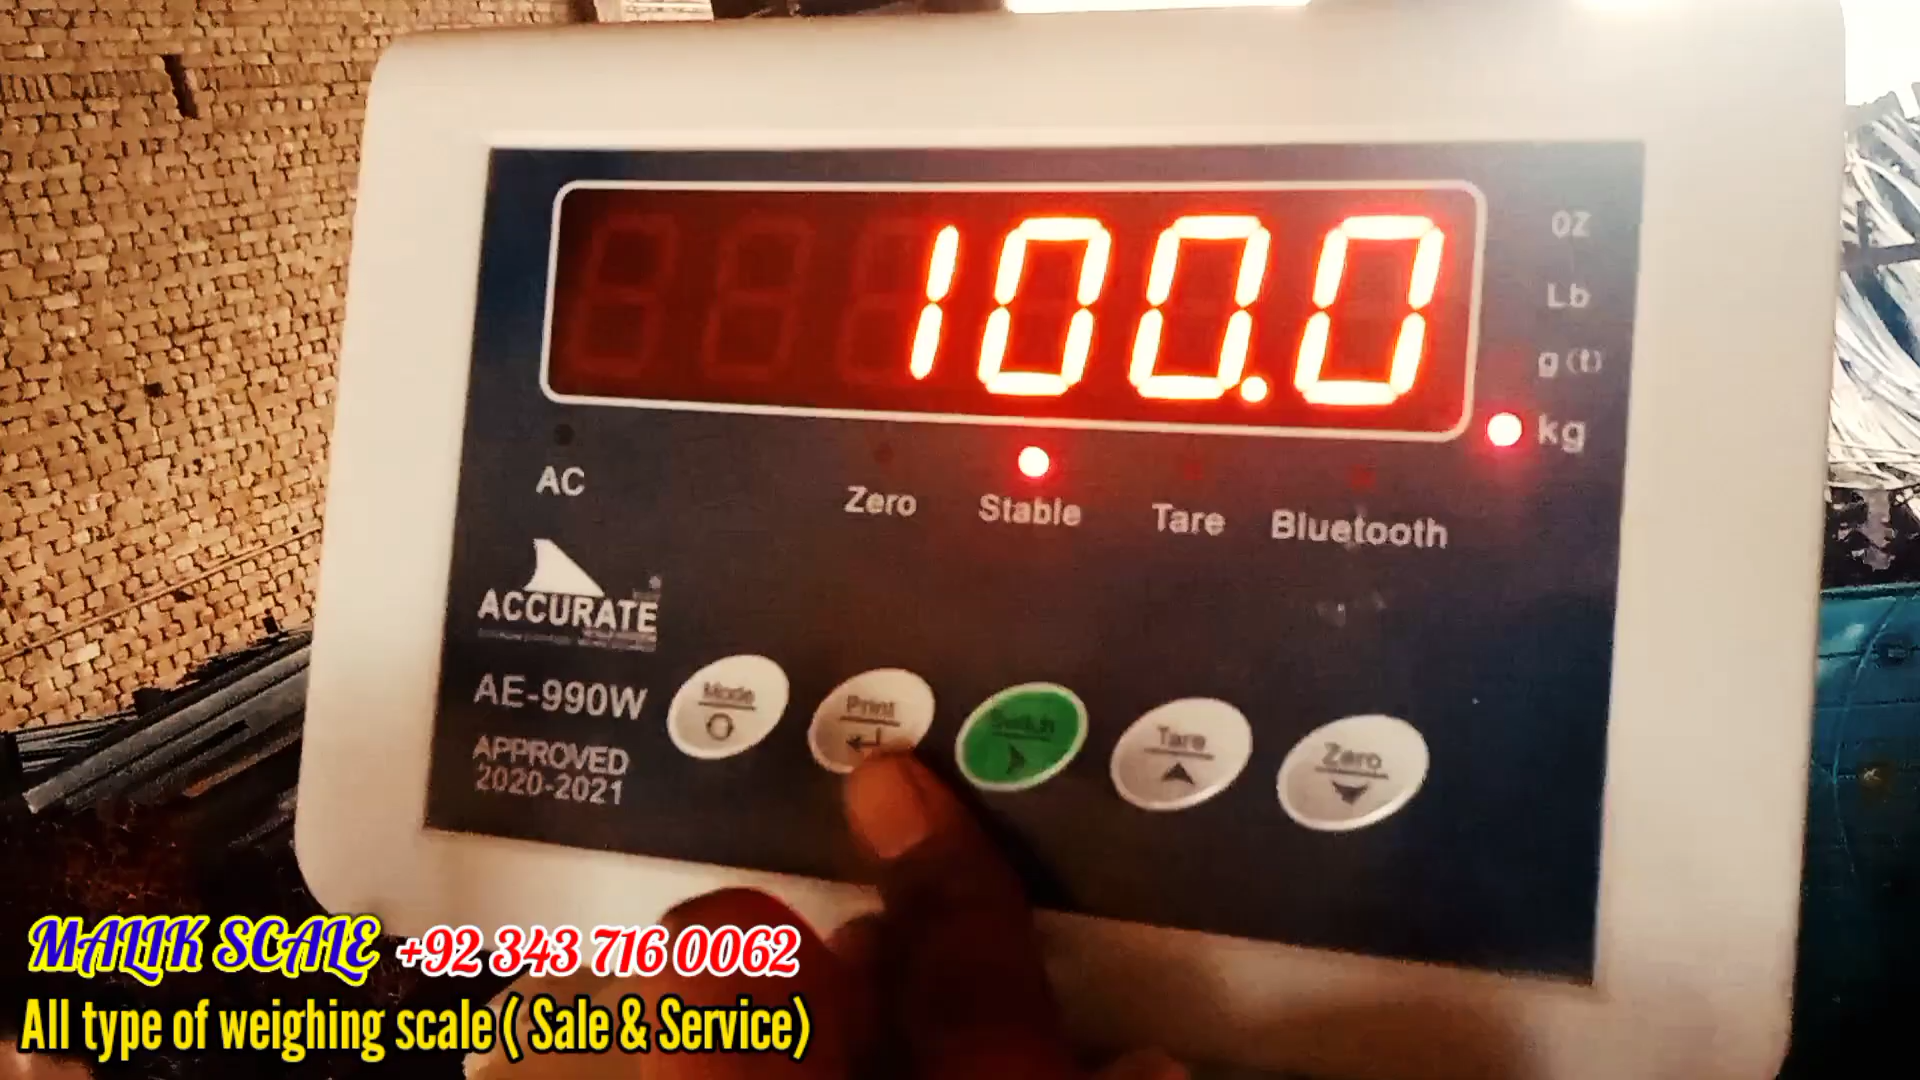 100.0
oz
Lb
g (t)
kg
AC
Zero
Stable
Tare
Bluetooth
ACCURATE
AE-990W
APPROVED
2020-2021
Mode
Print
Switch
Tare
Zero
MALIK SCALE +92 343 716 0062
All type of weighing scale ( Sale & Service)